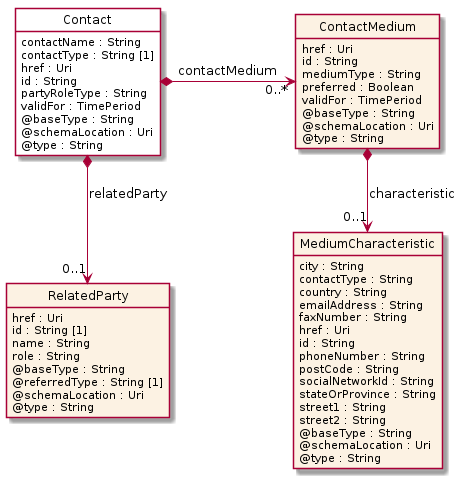 Contact
contactName : String
contactType : String [1]
href : Uri
id : String
partyRoleType : String
validFor : TimePeriod
@baseType : String
@schemaLocation : Uri
@type : String
contactMedium
0..*
ContactMedium
href : Uri
id : String
mediumType : String
preferred : Boolean
validFor : TimePeriod
@baseType : String
@schemaLocation : Uri
@type : String
relatedParty
0..1
characteristic
0..1
RelatedParty
href : Uri
id : String [1]
name : String
role : String
@baseType : String
@referredType : String [1]
@schemaLocation : Uri
@type : String
MediumCharacteristic
city : String
contactType : String
country : String
emailAddress : String
faxNumber : String
href : Uri
id : String
phoneNumber : String
postCode : String
socialNetworkId : String
stateOrProvince : String
street1 : String
street2 : String
@baseType : String
@schemaLocation : Uri
@type : String